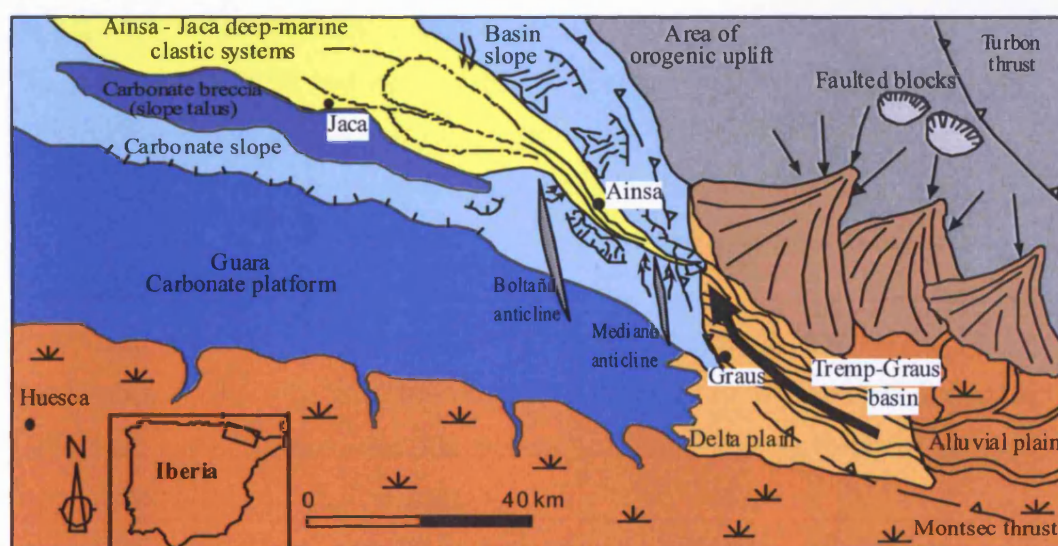 Ainsa - Jaca deep-marine
clastic systems
Basin
slope
Area of
orogenic uplift
Turbon
thrust
Faulted blocks
Carbonate breccia
(slope talus)
Jaca
Carbonate slope
Ainsa
Guara
Carbonate platform
Boltaña
anticline
Mediano
anticline
Graus
Tremp-Graus
basin
Huesca
Delta plain
Alluvial plain
N
Iberia
0
40 km
Montsec thrust